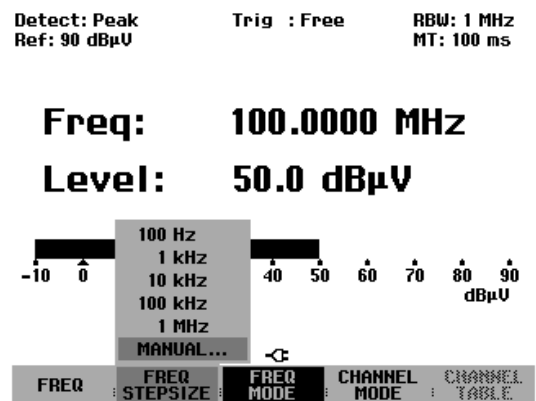 Detect: Peak Trig : Free RBW: 1 MHz
Ref: 90 dBµV MT: 100 ms
Freq: 100.0000 MHz
Level: 50.0 dBµV
100 Hz
1 kHz
10 kHz
100 kHz
1 MHz
MANUAL...
-10 0 40 50 60 70 80 90
dBµV
FREQ FREQ STEPSIZE FREQ MODE CHANNEL MODE CHANNEL TABLE